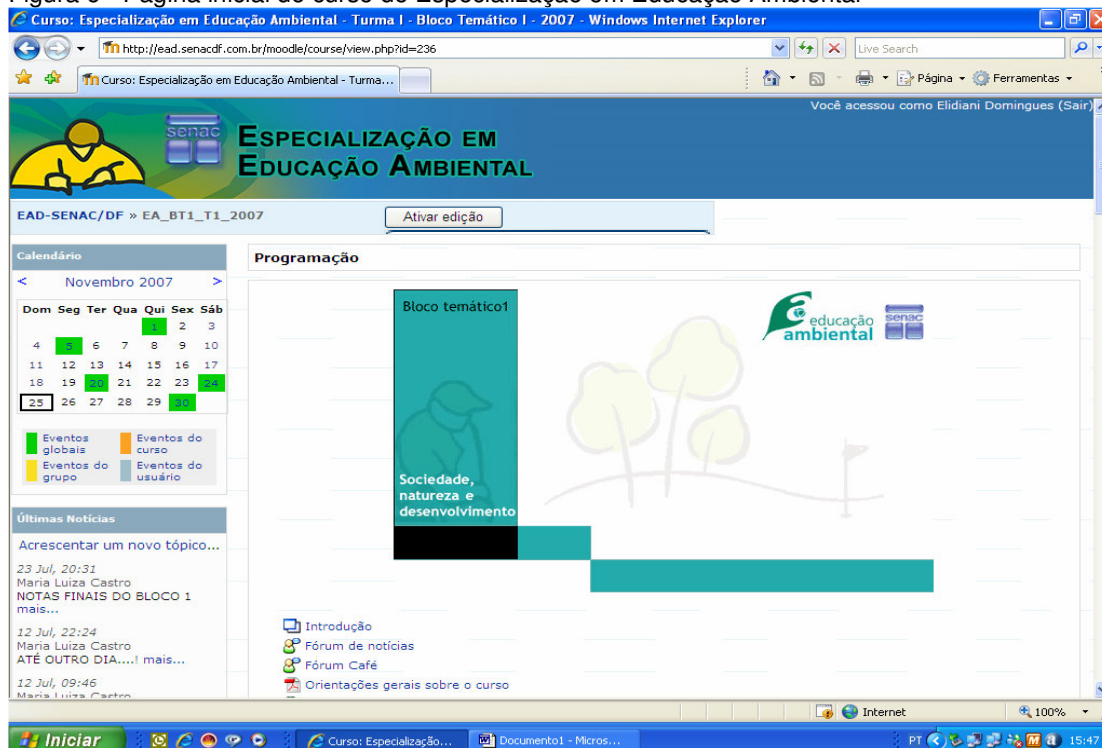 Figura 6 - Página inicial do curso de Especialização em Educação Ambiental
Curso: Especialização em Educação Ambiental - Turma I - Bloco Temático I - 2007 - Windows Internet Explorer
http://ead.senacdf.com.br/moodle/course/view.php?id=236
Live Search
Curso: Especialização em Educação Ambiental - Turma...
Página
Ferramentas
Você acessou como Elidiani Domingues (Sair)
senac
ESPECIALIZAÇÃO EM
EDUCAÇÃO AMBIENTAL
EAD-SENAC/DF » EA_BT1_T1_2007
Ativar edição
Calendário
< Novembro 2007 >
Dom Seg Ter Qua Qui Sex Sáb
1 2 3
4 5 6 7 8 9 10
11 12 13 14 15 16 17
18 19 20 21 22 23 24
25 26 27 28 29 30
Eventos globais
Eventos do curso
Eventos do grupo
Eventos do usuário
Últimas Notícias
Acrescentar um novo tópico...
23 Jul, 20:31
Maria Luiza Castro
NOTAS FINAIS DO BLOCO 1
mais...
12 Jul, 22:24
Maria Luiza Castro
ATÉ OUTRO DIA....! mais...
12 Jul, 09:46
Maria Luiza Castro
Programação
Bloco temático1
Sociedade,
natureza e
desenvolvimento
educação
ambiental
senac
Introdução
Fórum de notícias
Fórum Café
Orientações gerais sobre o curso
Internet
100%
Iniciar
Curso: Especialização...
Documento1 - Micros...
PT
15:47